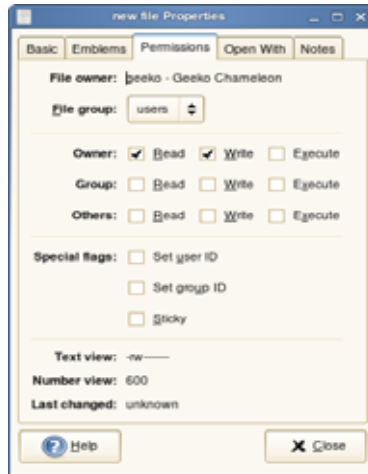 new file Properties
Basic Emblems Permissions Open With Notes
File owner: geeko - Geeko Chameleon
File group: users
Owner: Read Write Execute
Group: Read Write Execute
Others: Read Write Execute
Special flags: Set user ID
Set group ID
Sticky
Text view: -rw-------
Number view: 600
Last changed: unknown
Help Close